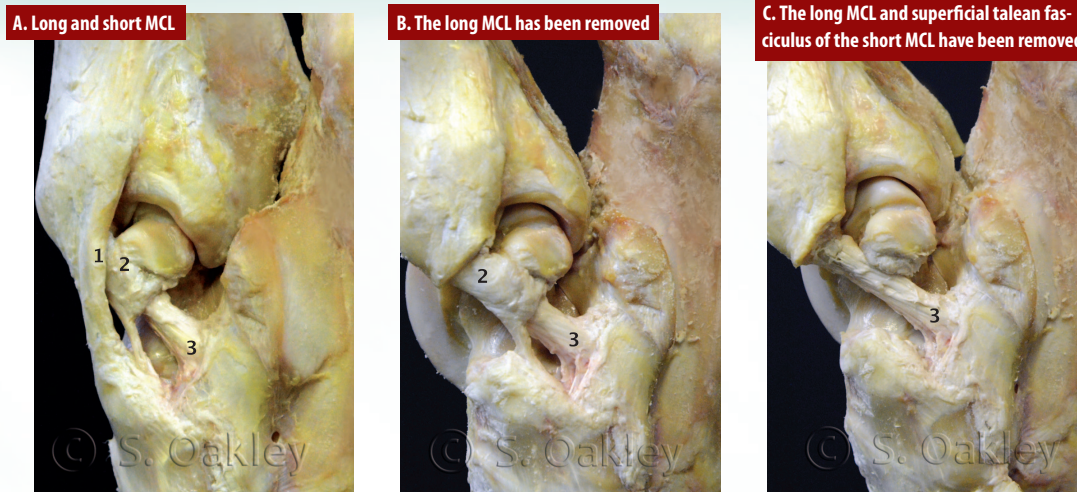 A. Long and short MCL
1
2
3
© S. Oakley
B. The long MCL has been removed
2
3
© S. Oakley
C. The long MCL and superficial talean fas-
ciculus of the short MCL have been removed
3
© S. Oakley